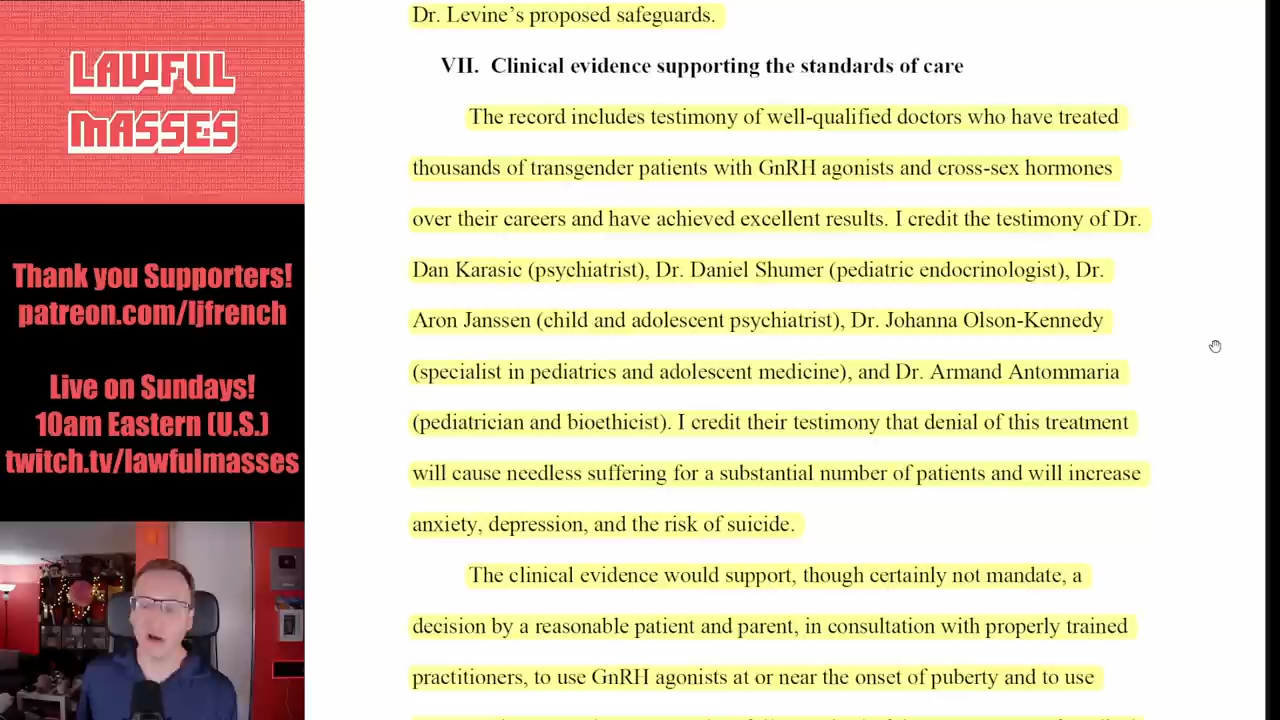 LAWFUL
MASSES
Thank you Supporters!
patreon.com/ljfrench
Live on Sundays!
10am Eastern (U.S.)
twitch.tv/lawfulmasses
Dr. Levine's proposed safeguards.
VII. Clinical evidence supporting the standards of care
The record includes testimony of well-qualified doctors who have treated
thousands of transgender patients with GnRH agonists and cross-sex hormones
over their careers and have achieved excellent results. I credit the testimony of Dr.
Dan Karasic (psychiatrist), Dr. Daniel Shumer (pediatric endocrinologist), Dr.
Aron Janssen (child and adolescent psychiatrist), Dr. Johanna Olson-Kennedy
(specialist in pediatrics and adolescent medicine), and Dr. Armand Antommaria
(pediatrician and bioethicist). I credit their testimony that denial of this treatment
will cause needless suffering for a substantial number of patients and will increase
anxiety, depression, and the risk of suicide.
The clinical evidence would support, though certainly not mandate, a
decision by a reasonable patient and parent, in consultation with properly trained
practitioners, to use GnRH agonists at or near the onset of puberty and to use